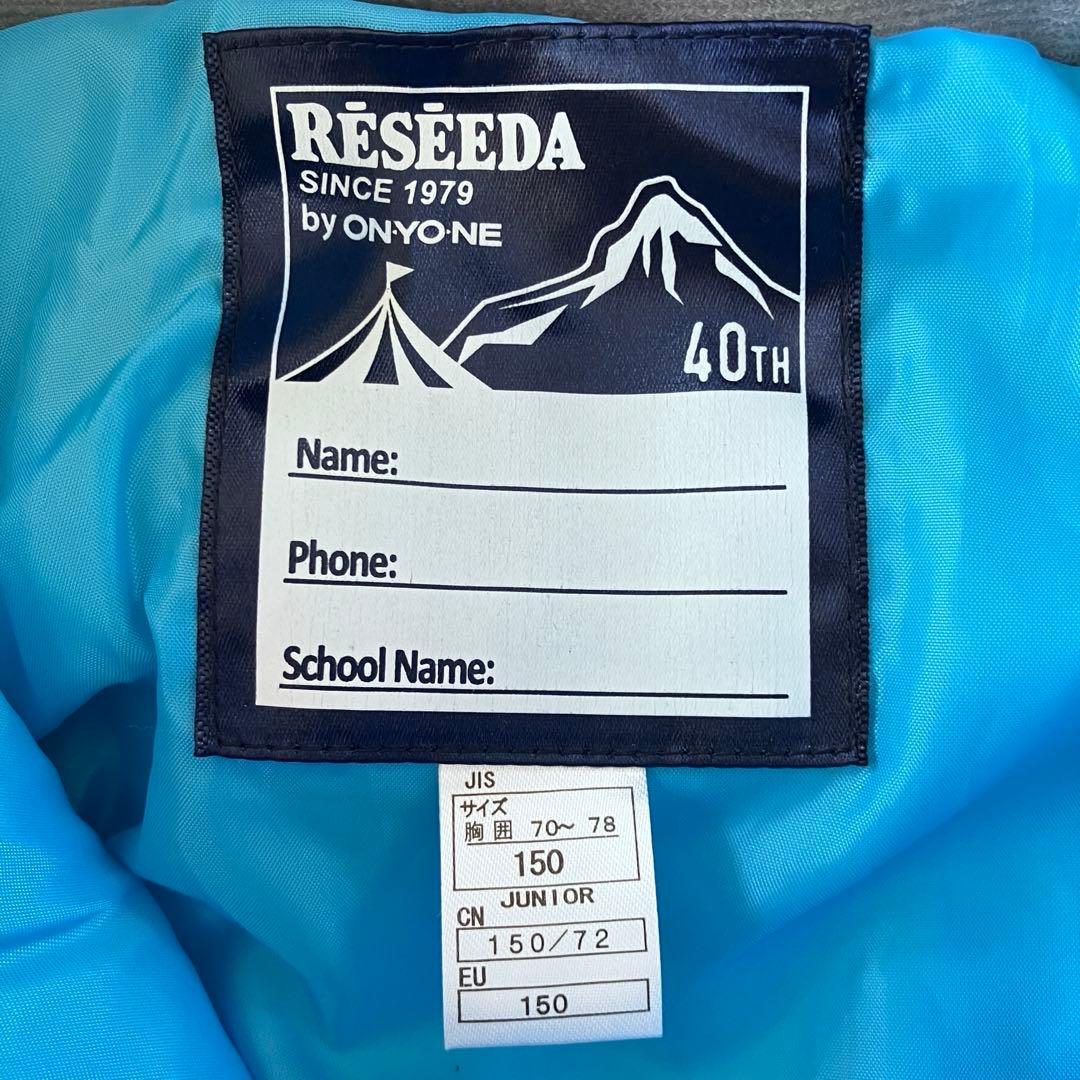 RĒSĒEDA
SINCE 1979
by ON·YO·NE
40TH
Name:
Phone:
School Name:
JIS
サイズ
胸囲 70～78
150
JUNIOR
CN
150/72
EU
150